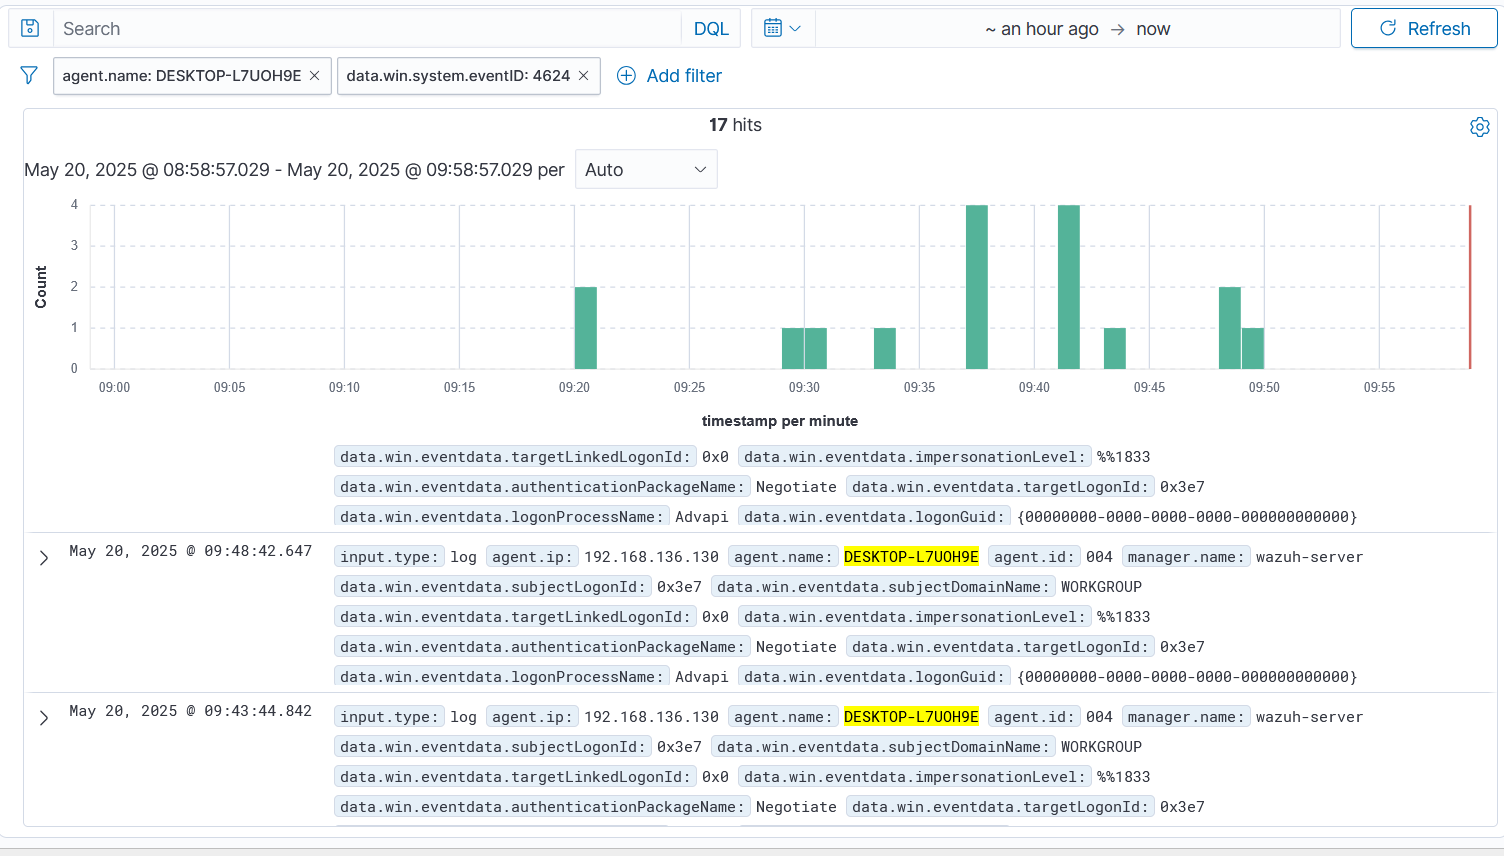 Search DQL ~ an hour ago → now Refresh
agent.name: DESKTOP-L7UOH9E × data.win.system.eventID: 4624 × Add filter
17 hits
May 20, 2025 @ 08:58:57.029 - May 20, 2025 @ 09:58:57.029 per Auto
4
3
2
1
0
Count
09:00 09:05 09:10 09:15 09:20 09:25 09:30 09:35 09:40 09:45 09:50 09:55
timestamp per minute
data.win.eventdata.targetLinkedLogonId: 0x0 data.win.eventdata.impersonationLevel: %%1833
data.win.eventdata.authenticationPackageName: Negotiate data.win.eventdata.targetLogonId: 0x3e7
data.win.eventdata.logonProcessName: Advapi data.win.eventdata.logonGuid: {00000000-0000-0000-0000-000000000000}
May 20, 2025 @ 09:48:42.647 input.type: log agent.ip: 192.168.136.130 agent.name: DESKTOP-L7UOH9E agent.id: 004 manager.name: wazuh-server
data.win.eventdata.subjectLogonId: 0x3e7 data.win.eventdata.subjectDomainName: WORKGROUP
data.win.eventdata.targetLinkedLogonId: 0x0 data.win.eventdata.impersonationLevel: %%1833
data.win.eventdata.authenticationPackageName: Negotiate data.win.eventdata.targetLogonId: 0x3e7
data.win.eventdata.logonProcessName: Advapi data.win.eventdata.logonGuid: {00000000-0000-0000-0000-000000000000}
May 20, 2025 @ 09:43:44.842 input.type: log agent.ip: 192.168.136.130 agent.name: DESKTOP-L7UOH9E agent.id: 004 manager.name: wazuh-server
data.win.eventdata.subjectLogonId: 0x3e7 data.win.eventdata.subjectDomainName: WORKGROUP
data.win.eventdata.targetLinkedLogonId: 0x0 data.win.eventdata.impersonationLevel: %%1833
data.win.eventdata.authenticationPackageName: Negotiate data.win.eventdata.targetLogonId: 0x3e7